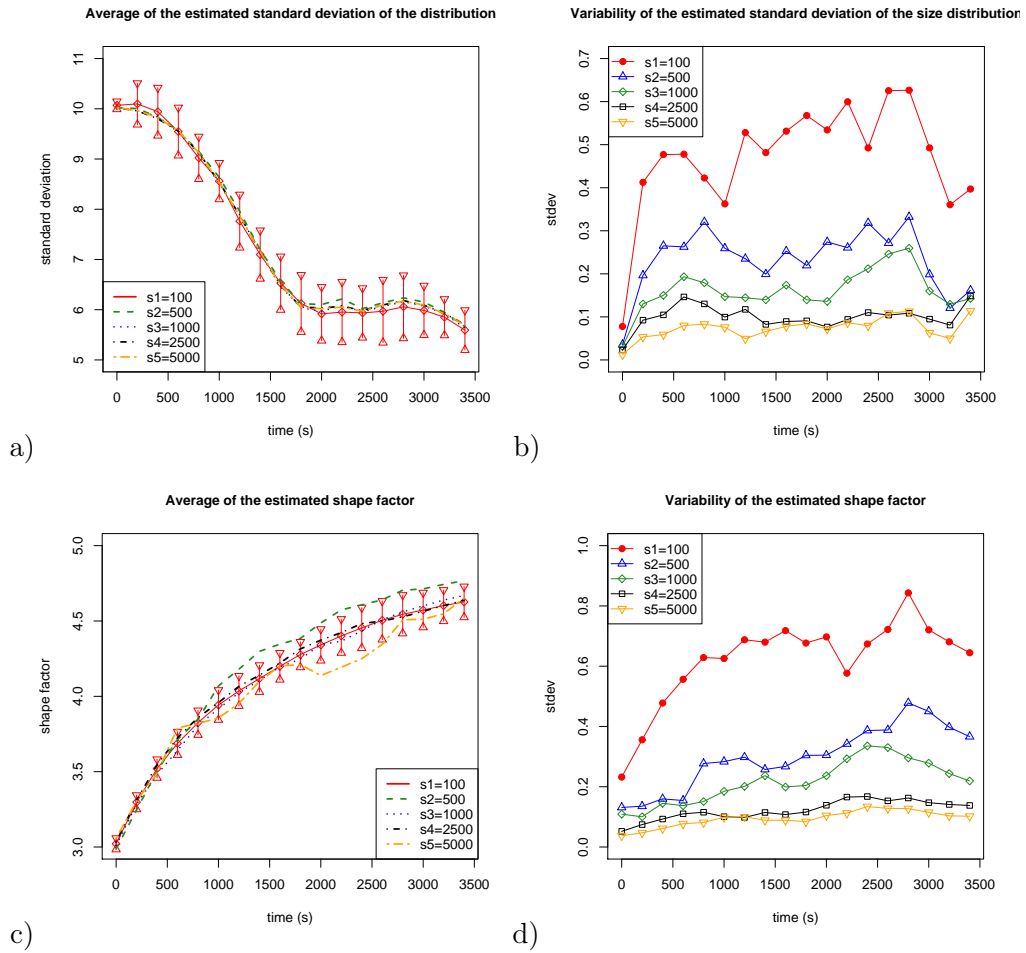 Average of the estimated standard deviation of the distribution
standard deviation
11
10
9
8
7
6
5
s1=100
s2=500
s3=1000
s4=2500
s5=5000
0 500 1000 1500 2000 2500 3000 3500
time (s)
a)
Variability of the estimated standard deviation of the size distribution
stdev
0.7
0.6
0.5
0.4
0.3
0.2
0.1
0.0
s1=100
s2=500
s3=1000
s4=2500
s5=5000
0 500 1000 1500 2000 2500 3000 3500
time (s)
b)
Average of the estimated shape factor
shape factor
5.0
4.5
4.0
3.5
3.0
s1=100
s2=500
s3=1000
s4=2500
s5=5000
0 500 1000 1500 2000 2500 3000 3500
time (s)
c)
Variability of the estimated shape factor
stdev
1.0
0.8
0.6
0.4
0.2
0.0
s1=100
s2=500
s3=1000
s4=2500
s5=5000
0 500 1000 1500 2000 2500 3000 3500
time (s)
d)